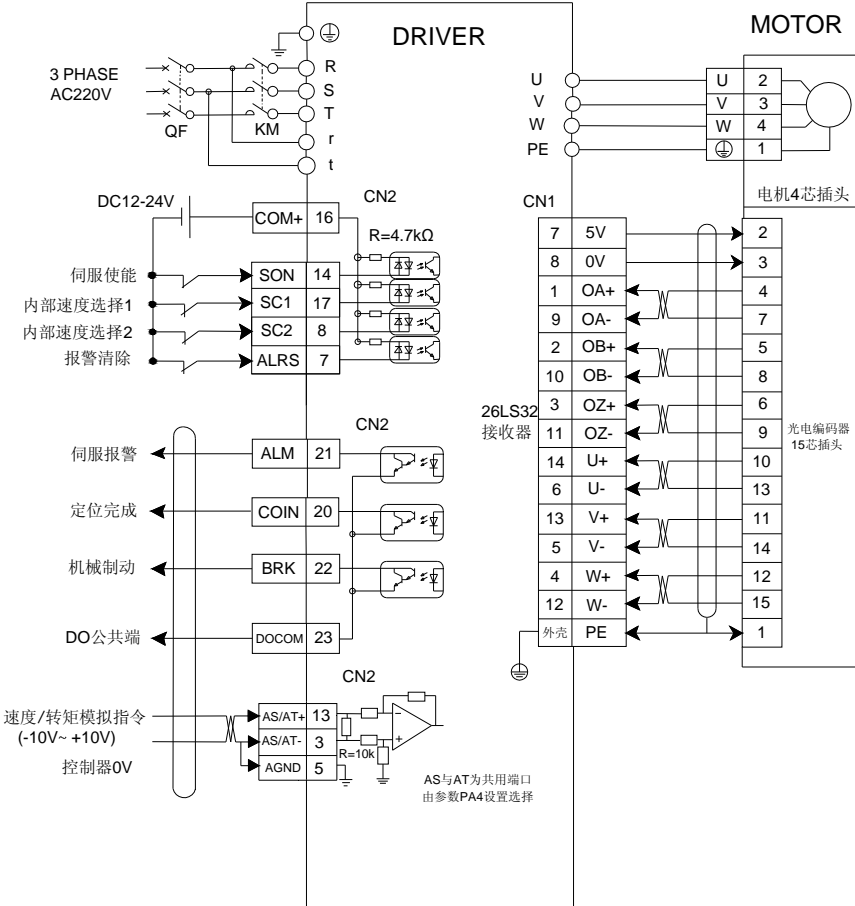 DRIVER
MOTOR
3 PHASE
AC220V
QF
KM
R
S
T
r
t
U
V
W
PE
U 2
V 3
W 4
1
电机4芯插头
DC12-24V
CN2
COM+ 16
R=4.7kΩ
伺服使能 SON 14
内部速度选择1 SC1 17
内部速度选择2 SC2 8
报警清除 ALRS 7
CN2
伺服报警 ALM 21
定位完成 COIN 20
机械制动 BRK 22
DO公共端 DOCOM 23
CN2
速度/转矩模拟指令
(-10V~ +10V)
控制器0V
AS/AT+ 13
AS/AT- 3
AGND 5
R=10k
−
+
AS与AT为共用端口
由参数PA4设置选择
CN1
26LS32
接收器
7 5V 2
8 0V 3
1 OA+ 4
9 OA- 7
2 OB+ 5
10 OB- 8
3 OZ+ 6
11 OZ- 9
14 U+ 10
6 U- 13
13 V+ 11
5 V- 14
4 W+ 12
12 W- 15
外壳 PE 1
光电编码器
15芯插头